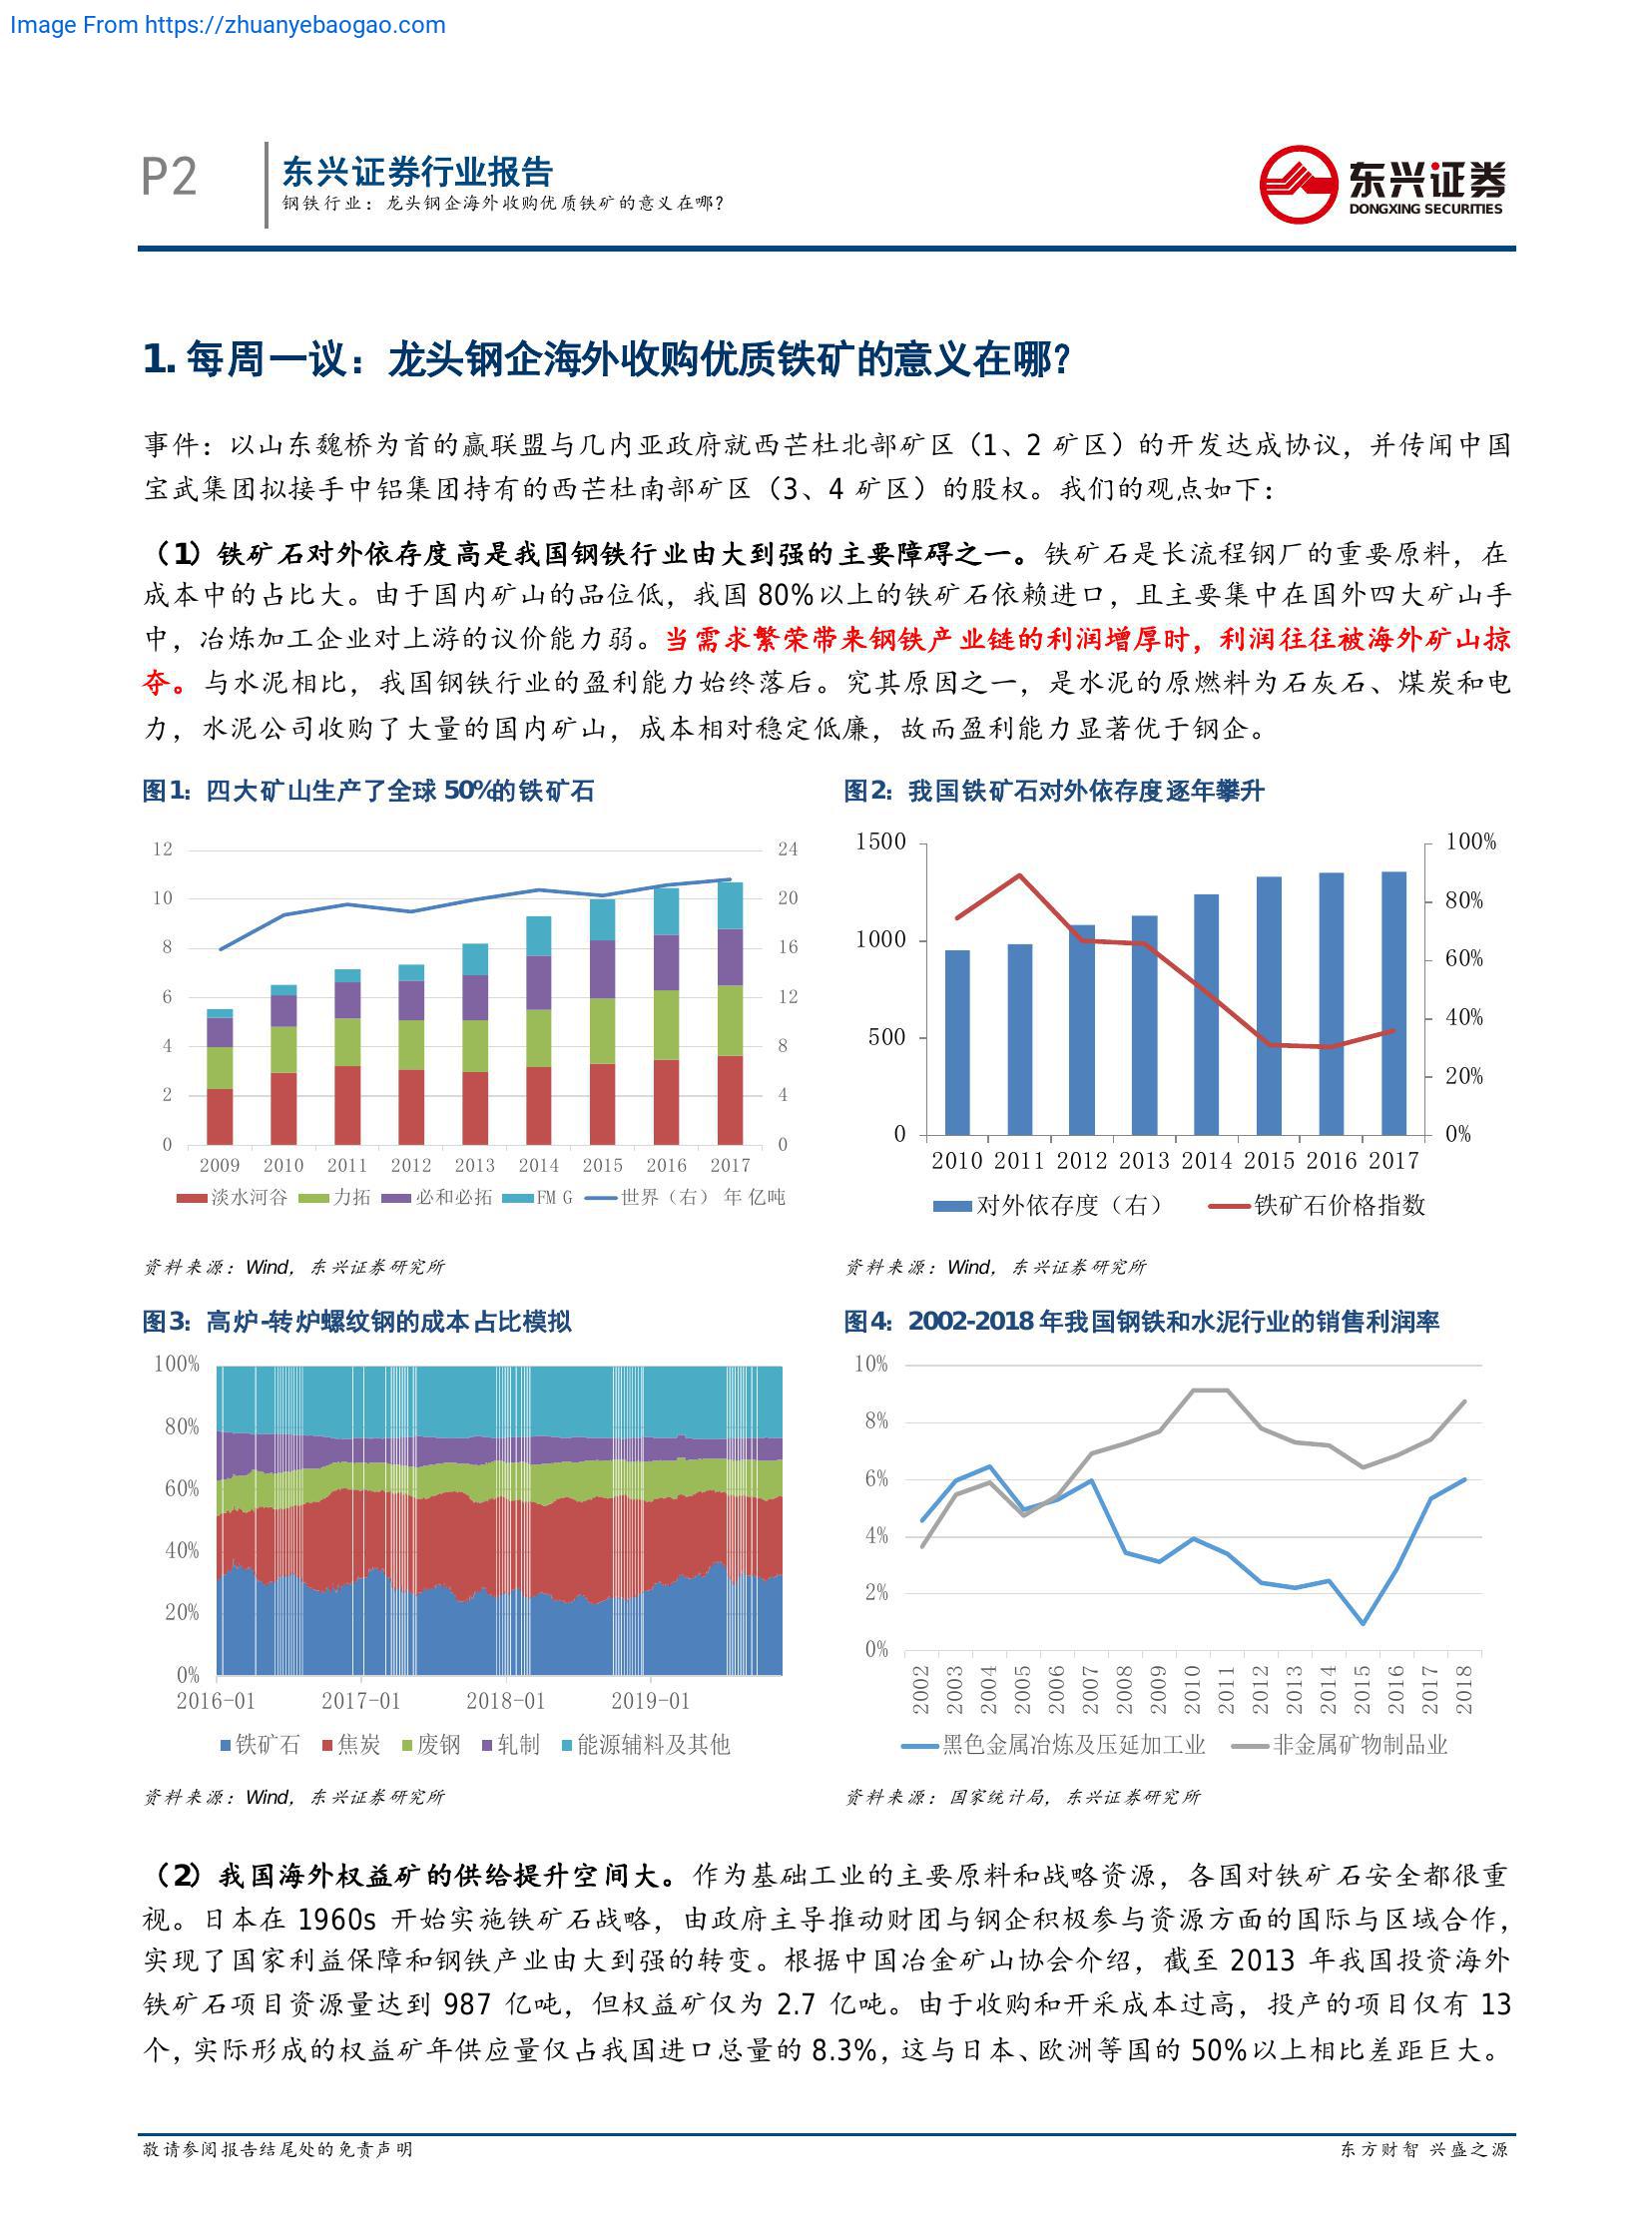 Image From https://zhuanyebaogao.com
P2
东兴证券行业报告
钢铁行业：龙头钢企海外收购优质铁矿的意义在哪？
东兴证券
DONGXING SECURITIES
1. 每周一议：龙头钢企海外收购优质铁矿的意义在哪？
事件：以山东魏桥为首的赢联盟与几内亚政府就西芒杜北部矿区（1、2 矿区）的开发达成协议，并传闻中国
宝武集团拟接手中铝集团持有的西芒杜南部矿区（3、4 矿区）的股权。我们的观点如下：
（1）铁矿石对外依存度高是我国钢铁行业由大到强的主要障碍之一。铁矿石是长流程钢厂的重要原料，在
成本中的占比大。由于国内矿山的品位低，我国 80%以上的铁矿石依赖进口，且主要集中在国外四大矿山手
中，冶炼加工企业对上游的议价能力弱。当需求繁荣带来钢铁产业链的利润增厚时，利润往往被海外矿山掠
夺。与水泥相比，我国钢铁行业的盈利能力始终落后。究其原因之一，是水泥的原燃料为石灰石、煤炭和电
力，水泥公司收购了大量的国内矿山，成本相对稳定低廉，故而盈利能力显著优于钢企。
图1：四大矿山生产了全球 50%的铁矿石
12
10
8
6
4
2
0
24
20
16
12
8
4
0
2009 2010 2011 2012 2013 2014 2015 2016 2017
淡水河谷 力拓 必和必拓 FMG 世界（右） 年 亿吨
资料来源：Wind，东兴证券研究所
图2：我国铁矿石对外依存度逐年攀升
1500
1000
500
0
100%
80%
60%
40%
20%
0%
2010 2011 2012 2013 2014 2015 2016 2017
对外依存度（右） 铁矿石价格指数
资料来源：Wind，东兴证券研究所
图3：高炉-转炉螺纹钢的成本占比模拟
100%
80%
60%
40%
20%
0%
2016-01 2017-01 2018-01 2019-01
铁矿石 焦炭 废钢 轧制 能源辅料及其他
资料来源：Wind，东兴证券研究所
图4：2002-2018 年我国钢铁和水泥行业的销售利润率
10%
8%
6%
4%
2%
0%
2002 2003 2004 2005 2006 2007 2008 2009 2010 2011 2012 2013 2014 2015 2016 2017 2018
黑色金属冶炼及压延加工业 非金属矿物制品业
资料来源：国家统计局，东兴证券研究所
（2）我国海外权益矿的供给提升空间大。作为基础工业的主要原料和战略资源，各国对铁矿石安全都很重
视。日本在 1960s 开始实施铁矿石战略，由政府主导推动财团与钢企积极参与资源方面的国际与区域合作，
实现了国家利益保障和钢铁产业由大到强的转变。根据中国冶金矿山协会介绍，截至 2013 年我国投资海外
铁矿石项目资源量达到 987 亿吨，但权益矿仅为 2.7 亿吨。由于收购和开采成本过高，投产的项目仅有 13
个，实际形成的权益矿年供应量仅占我国进口总量的 8.3%，这与日本、欧洲等国的 50%以上相比差距巨大。
敬请参阅报告结尾处的免责声明
东方财智 兴盛之源